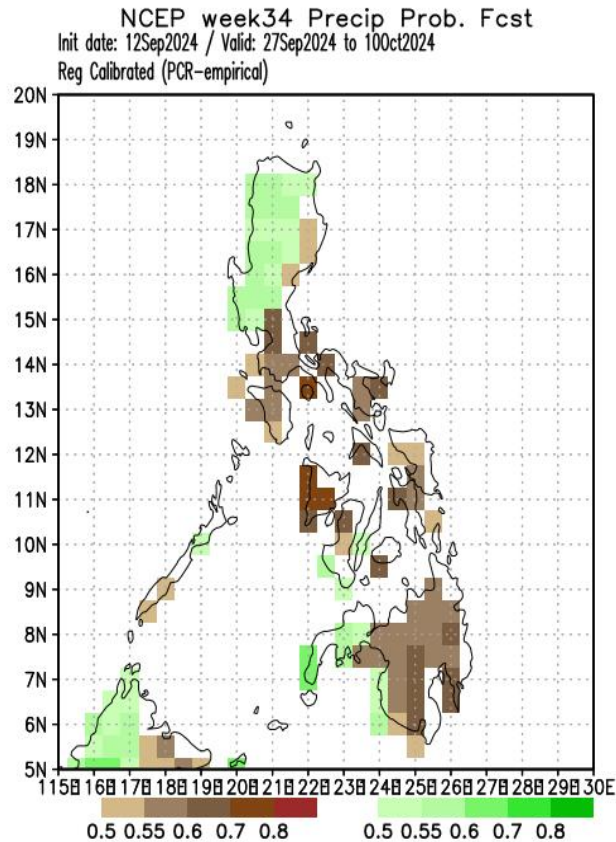 NCEP week34 Precip Prob. Fcst
Init date: 12Sep2024 / Valid: 27Sep2024 to 10Oct2024
Reg Calibrated (PCR-empirical)
20N
19N
18N
17N
16N
15N
14N
13N
12N
11N
10N
9N
8N
7N
6N
5N
115E 116E 117E 118E 119E 120E 121E 122E 123E 124E 125E 126E 127E 128E 129E 130E
0.5 0.55 0.6 0.7 0.8 0.5 0.55 0.6 0.7 0.8